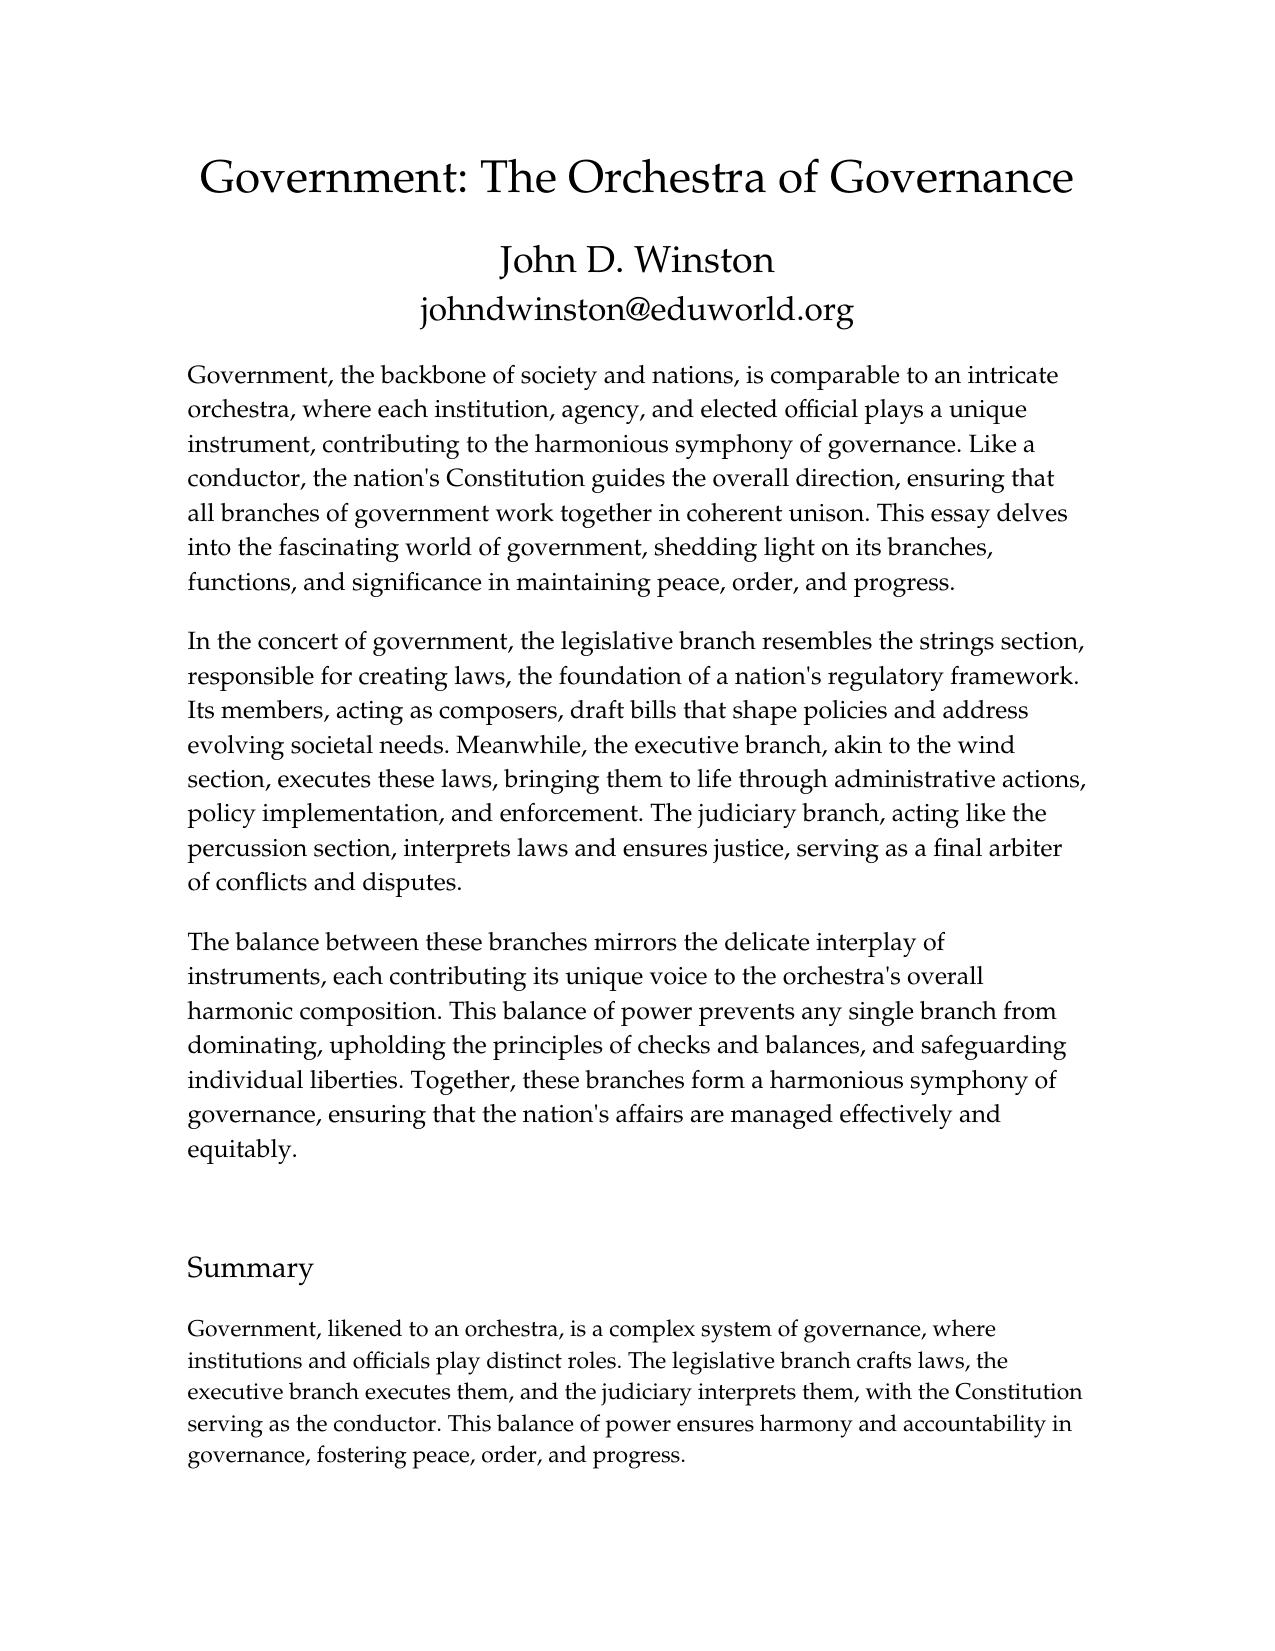 Government: The Orchestra of Governance
John D. Winston
johndwinston@eduworld.org
Government, the backbone of society and nations, is comparable to an intricate
orchestra, where each institution, agency, and elected official plays a unique
instrument, contributing to the harmonious symphony of governance. Like a
conductor, the nation's Constitution guides the overall direction, ensuring that
all branches of government work together in coherent unison. This essay delves
into the fascinating world of government, shedding light on its branches,
functions, and significance in maintaining peace, order, and progress.
In the concert of government, the legislative branch resembles the strings section,
responsible for creating laws, the foundation of a nation's regulatory framework.
Its members, acting as composers, draft bills that shape policies and address
evolving societal needs. Meanwhile, the executive branch, akin to the wind
section, executes these laws, bringing them to life through administrative actions,
policy implementation, and enforcement. The judiciary branch, acting like the
percussion section, interprets laws and ensures justice, serving as a final arbiter
of conflicts and disputes.
The balance between these branches mirrors the delicate interplay of
instruments, each contributing its unique voice to the orchestra's overall
harmonic composition. This balance of power prevents any single branch from
dominating, upholding the principles of checks and balances, and safeguarding
individual liberties. Together, these branches form a harmonious symphony of
governance, ensuring that the nation's affairs are managed effectively and
equitably.
Summary
Government, likened to an orchestra, is a complex system of governance, where
institutions and officials play distinct roles. The legislative branch crafts laws, the
executive branch executes them, and the judiciary interprets them, with the Constitution
serving as the conductor. This balance of power ensures harmony and accountability in
governance, fostering peace, order, and progress.